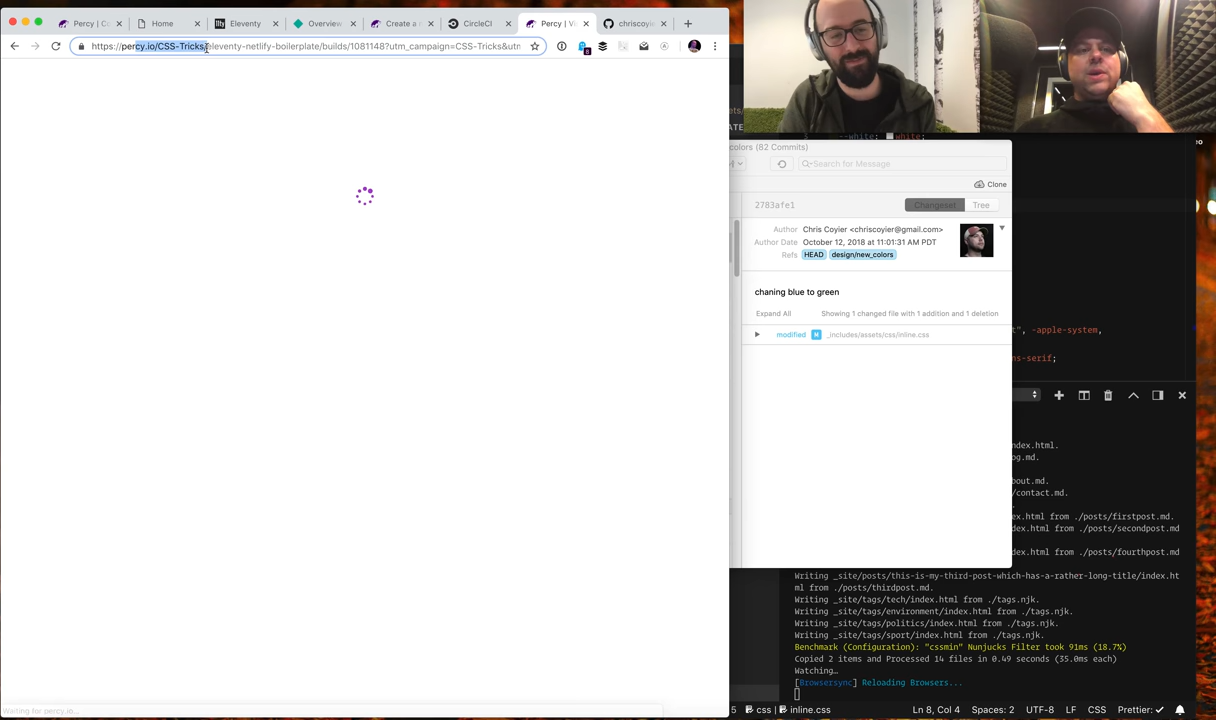 Percy | C
Home
Eleventy
Overview
Create a
CircleCI
Percy | V
chriscoyie
https://percy.io/CSS-Tricks/eleventy-netlify-boilerplate/builds/1081148?utm_campaign=CSS-Tricks&utm
--white: white;
colors (82 Commits)
Search for Message
Clone
2783afe1
Changeset
Tree
Author Chris Coyier <chriscoyier@gmail.com>
Author Date October 12, 2018 at 11:01:31 AM PDT
Refs HEAD design/new_colors
chaning blue to green
Expand All
Showing 1 changed file with 1 addition and 1 deletion
modified M _includes/assets/css/inline.css
", -apple-system,
ns-serif;
ndex.html.
og.md.
bout.md.
/contact.md.
ex.html from ./posts/firstpost.md.
dex.html from ./posts/secondpost.md
dex.html from ./posts/fourthpost.md
Writing _site/posts/this-is-my-third-post-which-has-a-rather-long-title/index.ht
ml from ./posts/thirdpost.md.
Writing _site/tags/tech/index.html from ./tags.njk.
Writing _site/tags/environment/index.html from ./tags.njk.
Writing _site/tags/politics/index.html from ./tags.njk.
Writing _site/tags/sport/index.html from ./tags.njk.
Benchmark (Configuration): "cssmin" Nunjucks Filter took 91ms (18.7%)
Copied 2 items and Processed 14 files in 0.49 seconds (35.0ms each)
Watching…
[Browsersync] Reloading Browsers...
Waiting for percy.io...
5 css inline.css
Ln 8, Col 4 Spaces: 2 UTF-8 LF CSS Prettier: ✓